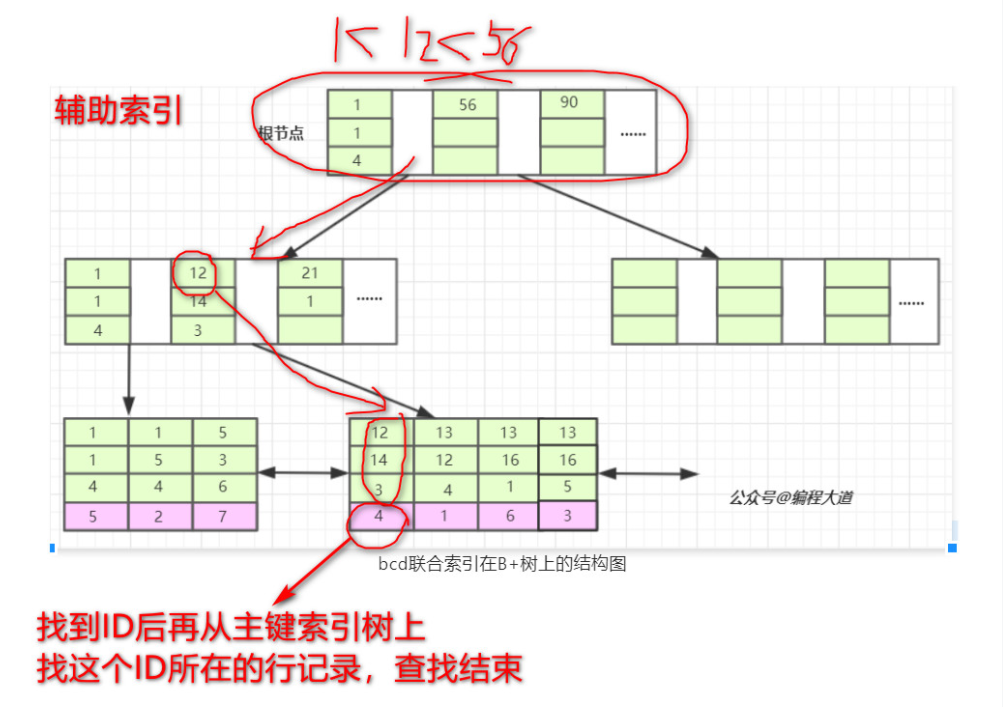 1<12<56
辅助索引
1 56 90
根节点 1 ……
4
1 12 21
1 14 1 …… ……
4 3
1 1 5 12 13 13 13
1 5 3 14 12 16 16
4 4 6 3 4 1 5
5 2 7 4 1 6 3
公众号@编程大道
bcd联合索引在B+树上的结构图
找到ID后再从主键索引树上
找这个ID所在的行记录，查找结束